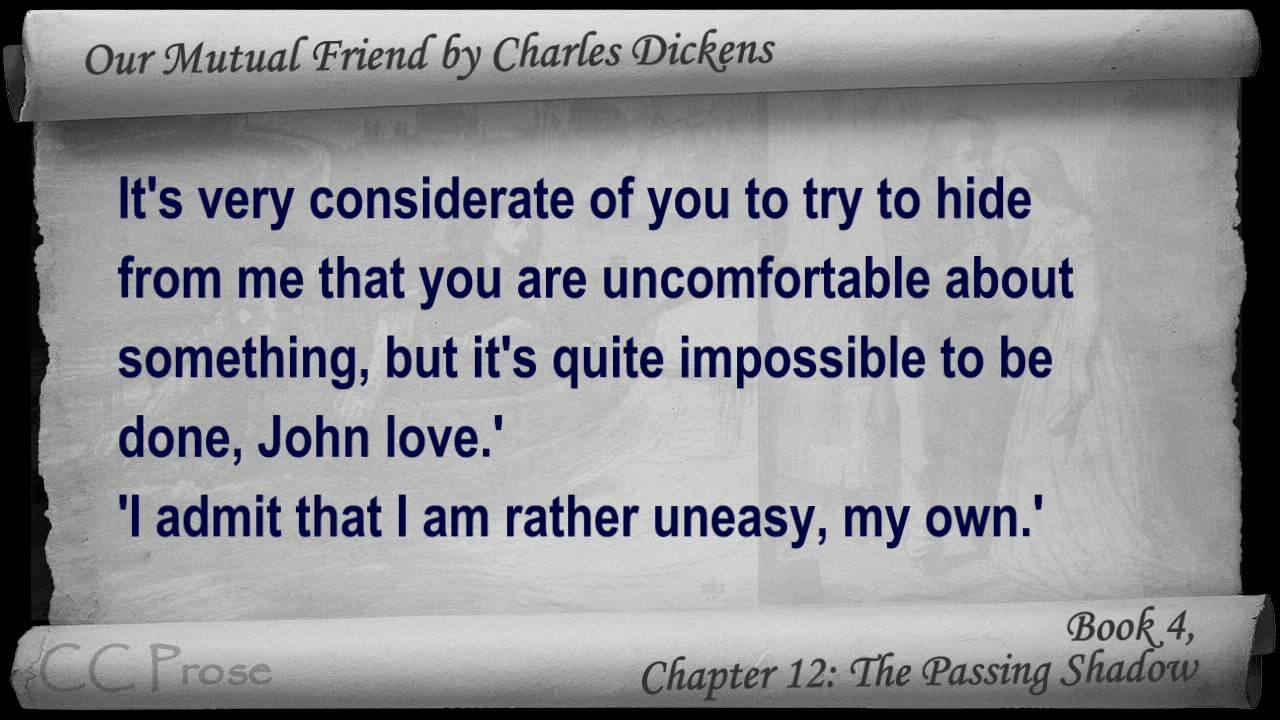 Our Mutual Friend by Charles Dickens
It's very considerate of you to try to hide
from me that you are uncomfortable about
something, but it's quite impossible to be
done, John love.'
'I admit that I am rather uneasy, my own.'
Book 4,
Chapter 12: The Passing Shadow
CC Prose